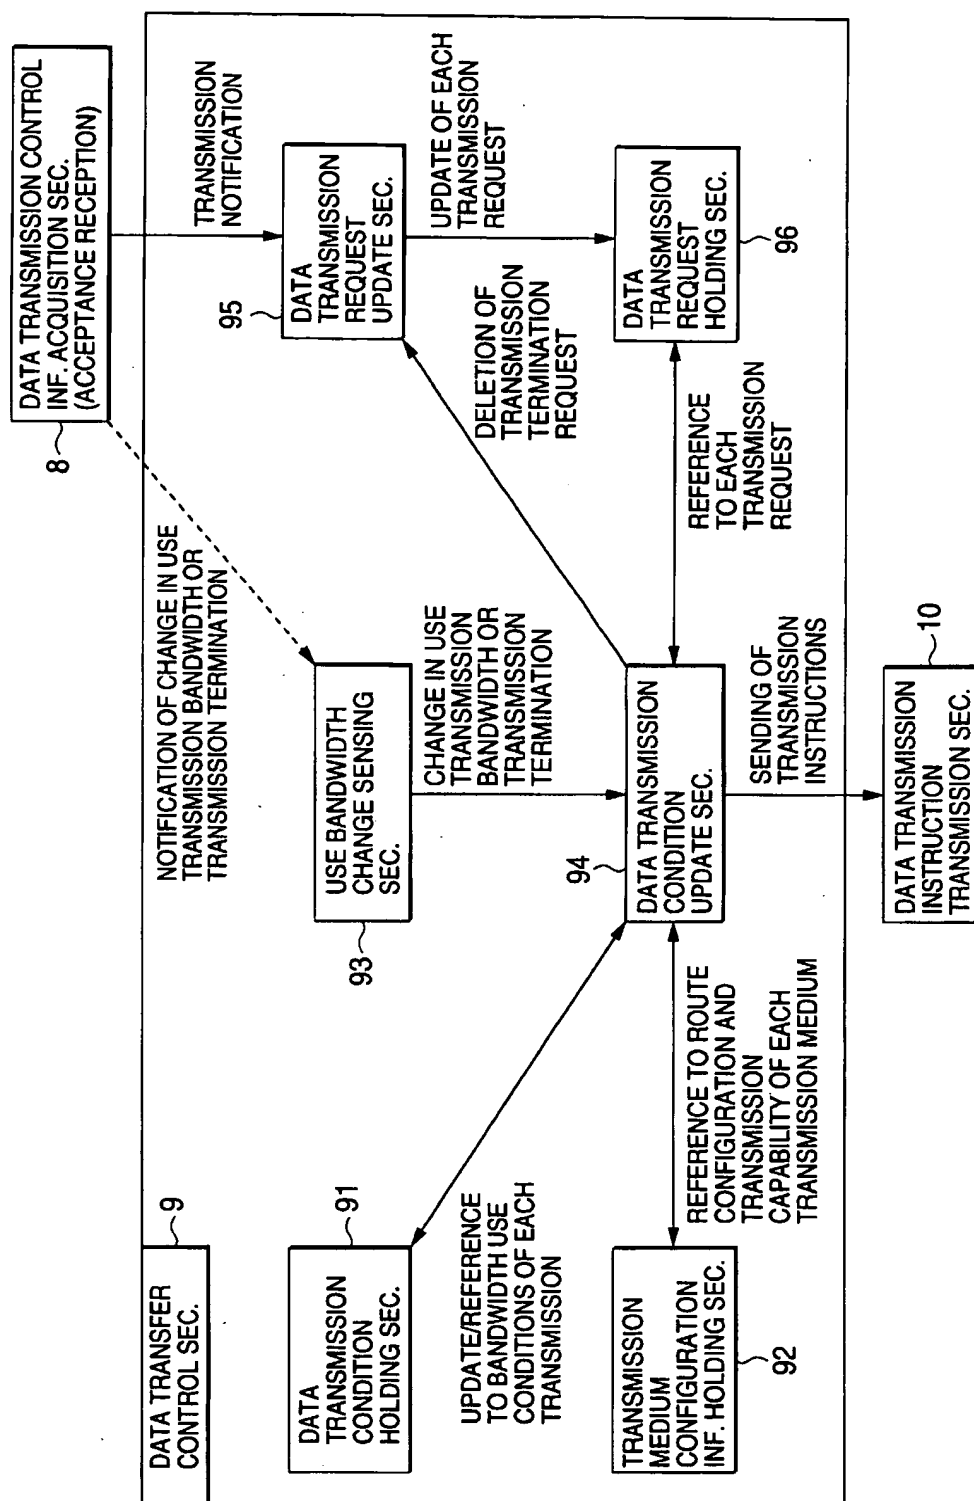 DATA TRANSMISSION CONTROL
INF. ACQUISITION SEC.
(ACCEPTANCE RECEPTION)
8
DATA TRANSFER
CONTROL SEC.
9
NOTIFICATION OF CHANGE IN USE
TRANSMISSION BANDWIDTH OR
TRANSMISSION TERMINATION
TRANSMISSION
NOTIFICATION
DATA
TRANSMISSION
CONDITION
HOLDING SEC.
91
USE BANDWIDTH
CHANGE SENSING
SEC.
93
DATA
TRANSMISSION
REQUEST
UPDATE SEC.
95
UPDATE/REFERENCE
TO BANDWIDTH USE
CONDITIONS OF EACH
TRANSMISSION
CHANGE IN USE
TRANSMISSION
BANDWIDTH OR
TRANSMISSION
TERMINATION
DELETION OF
TRANSMISSION
TERMINATION
REQUEST
UPDATE OF EACH
TRANSMISSION
REQUEST
TRANSMISSION
MEDIUM
CONFIGURATION
INF. HOLDING SEC.
92
REFERENCE TO ROUTE
CONFIGURATION AND
TRANSMISSION
CAPABILITY OF EACH
TRANSMISSION MEDIUM
94
DATA TRANSMISSION
CONDITION
UPDATE SEC.
REFERENCE
TO EACH
TRANSMISSION
REQUEST
DATA
TRANSMISSION
REQUEST
HOLDING SEC.
96
SENDING OF
TRANSMISSION
INSTRUCTIONS
DATA TRANSMISSION
INSTRUCTION
TRANSMISSION SEC.
10